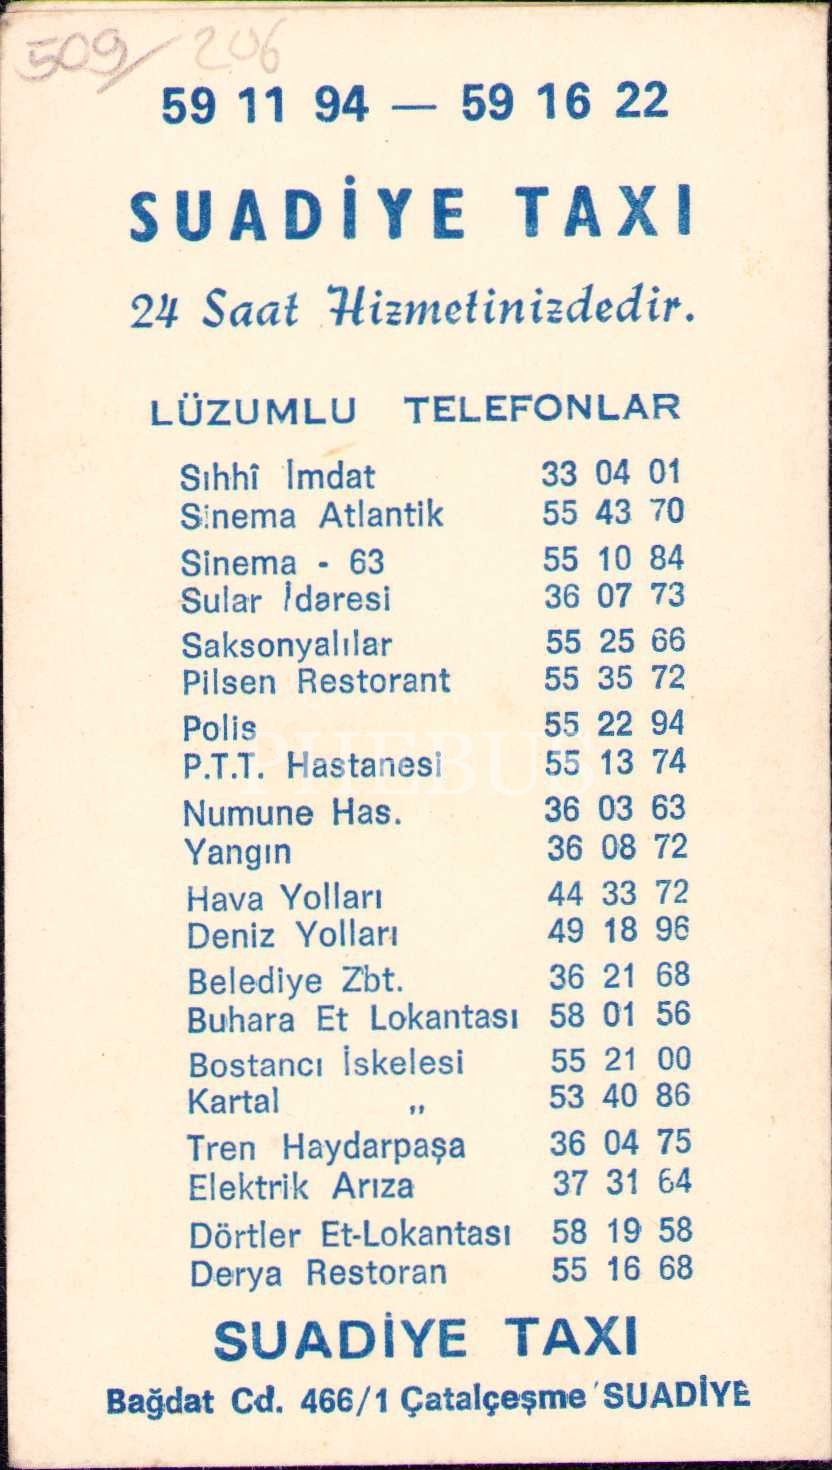 509/ 206
59 11 94 — 59 16 22
SUADİYE TAXI
24 Saat Hizmetinizdedir.
LÜZUMLU TELEFONLAR
Sıhhî İmdat 33 04 01
Sinema Atlantik 55 43 70
Sinema - 63 55 10 84
Sular İdaresi 36 07 73
Saksonyalılar 55 25 66
Pilsen Restorant 55 35 72
Polis 55 22 94
P.T.T. Hastanesi 55 13 74
PHEBUS
Numune Has. 36 03 63
Yangın 36 08 72
Hava Yolları 44 33 72
Deniz Yolları 49 18 96
Belediye Zbt. 36 21 68
Buhara Et Lokantası 58 01 56
Bostancı İskelesi 55 21 00
Kartal „ 53 40 86
Tren Haydarpaşa 36 04 75
Elektrik Arıza 37 31 64
Dörtler Et-Lokantası 58 19 58
Derya Restoran 55 16 68
SUADİYE TAXI
Bağdat Cd. 466/1 Çatalçeşme SUADİYE